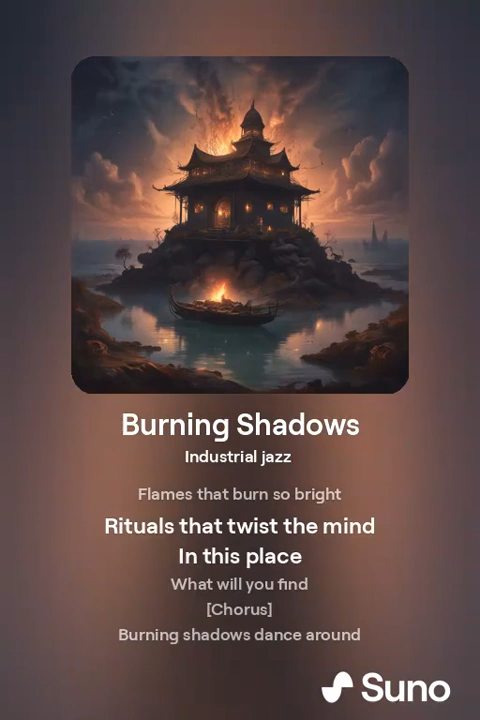 Burning Shadows
Industrial jazz
Flames that burn so bright
Rituals that twist the mind
In this place
What will you find
[Chorus]
Burning shadows dance around
Suno